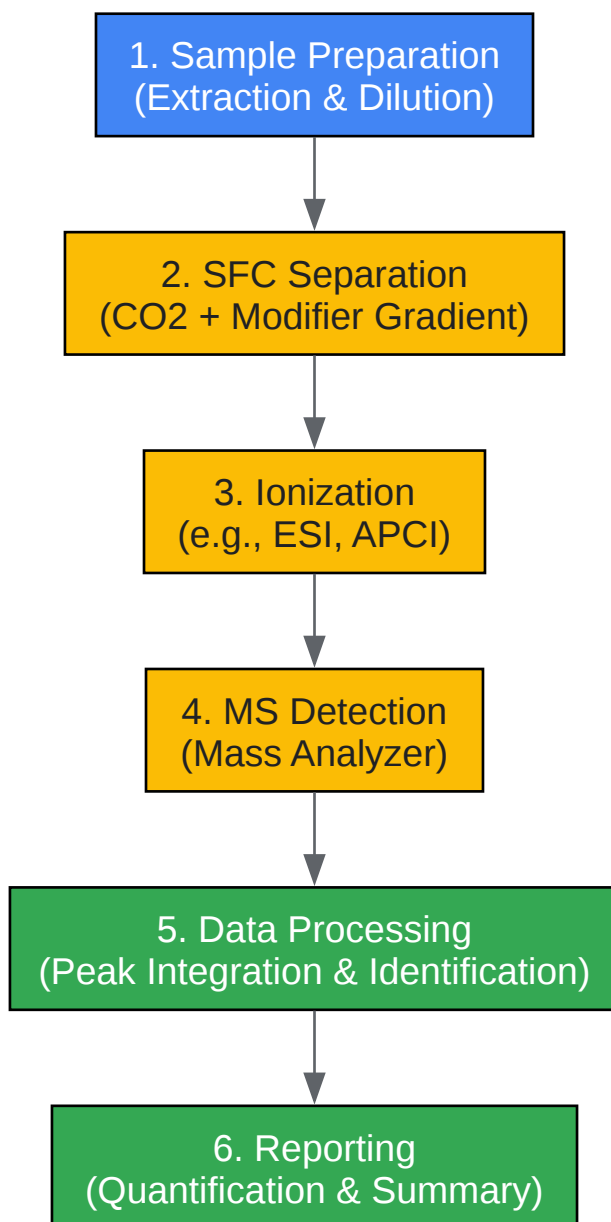 1. Sample Preparation
(Extraction & Dilution)
2. SFC Separation
(CO2 + Modifier Gradient)
3. Ionization
(e.g., ESI, APCI)
4. MS Detection
(Mass Analyzer)
5. Data Processing
(Peak Integration & Identification)
6. Reporting
(Quantification & Summary)